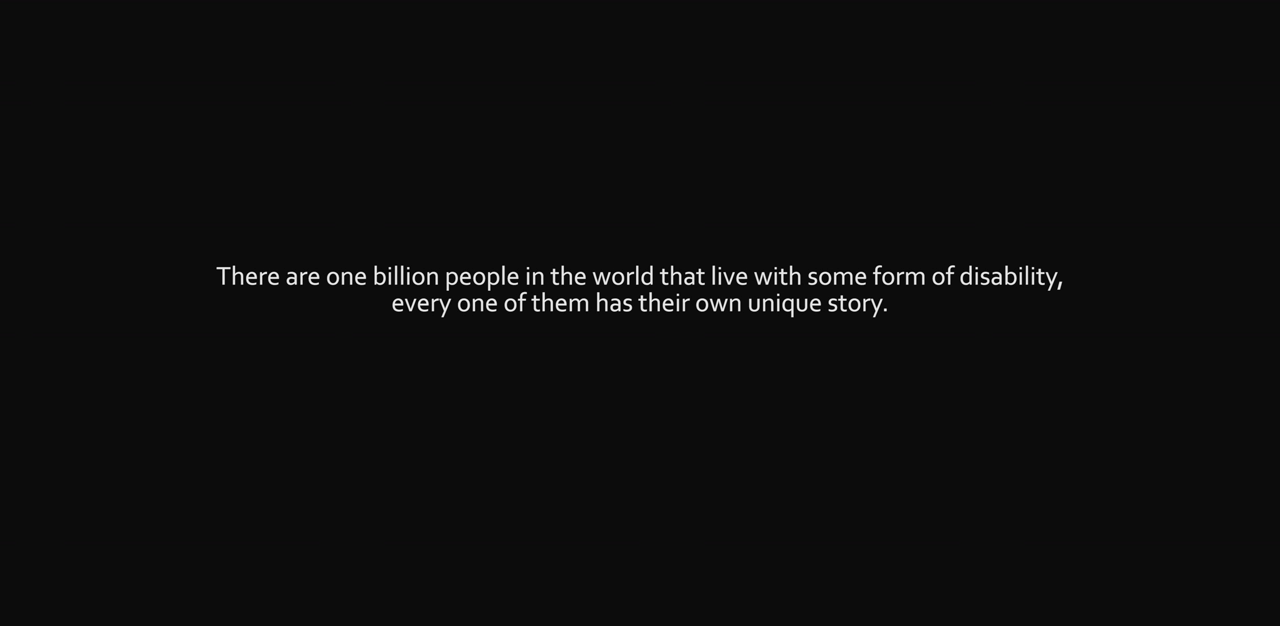 There are one billion people in the world that live with some form of disability,
every one of them has their own unique story.